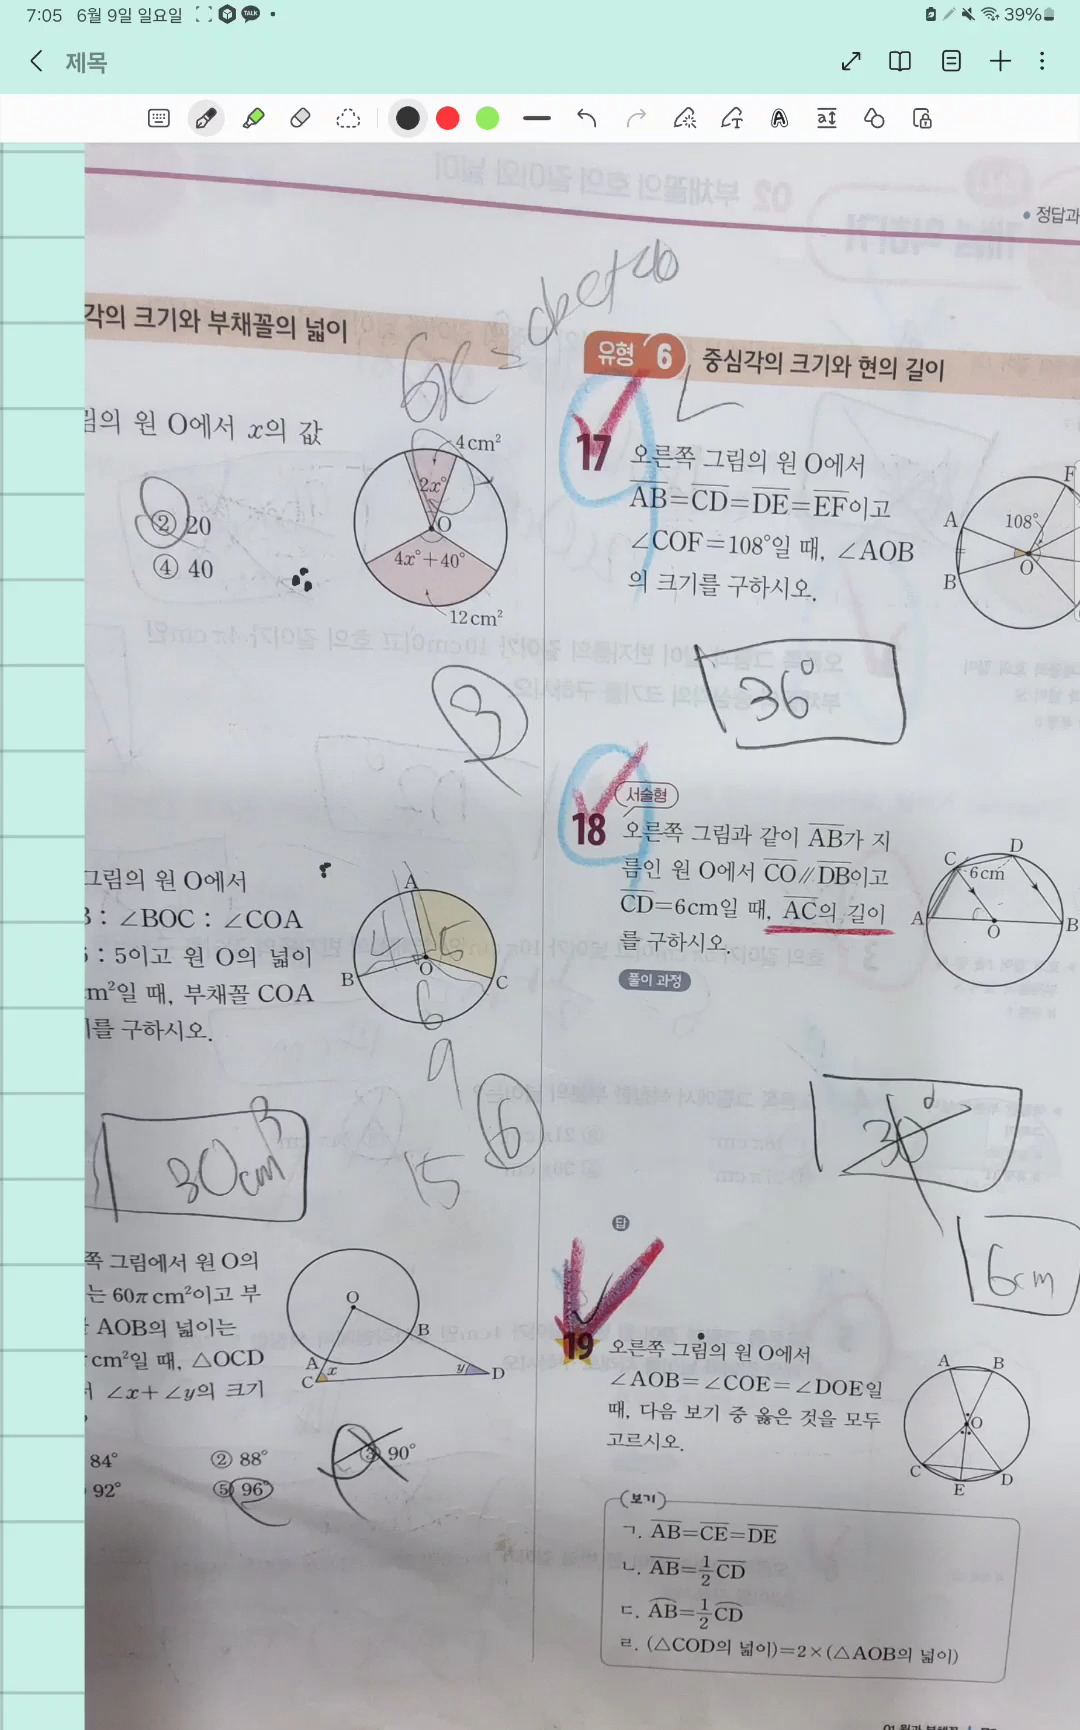 7:05 6월 9일 일요일
39%
제목
정답과
각의 크기와 부채꼴의 넓이
림의 원 O에서 x의 값
② 20
④ 40
4cm²
2x°
O
4x°+40°
12cm²
6x=
3
그림의 원 O에서
: ∠BOC : ∠COA
: 5이고 원 O의 넓이
m²일 때, 부채꼴 COA
를 구하시오.
A
B
O
C
4
5
6
9
15
6
30cm²
쪽 그림에서 원 O의
는 60π cm²이고 부
AOB의 넓이는
cm²일 때, △OCD
∠x+∠y의 크기
84°
② 88°
③ 90°
92°
⑤ 96°
O
B
A
x
C
y
D
유형 6 중심각의 크기와 현의 길이
17 오른쪽 그림의 원 O에서
AB=CD=DE=EF이고
∠COF=108°일 때, ∠AOB
의 크기를 구하시오.
F
A
108°
O
B
36°
18 서술형
오른쪽 그림과 같이 AB가 지
름인 원 O에서 CO//DB이고
CD=6cm일 때, AC의 길이
를 구하시오.
풀이 과정
C
D
6cm
A
O
B
30°
답
6cm
19 오른쪽 그림의 원 O에서
∠AOB=∠COE=∠DOE일
때, 다음 보기 중 옳은 것을 모두
고르시오.
A
B
O
C
E
D
보기
ㄱ. AB=CE=DE
ㄴ. AB=1/2 CD
ㄷ. AB=1/2 CD
ㄹ. (△COD의 넓이)=2×(△AOB의 넓이)